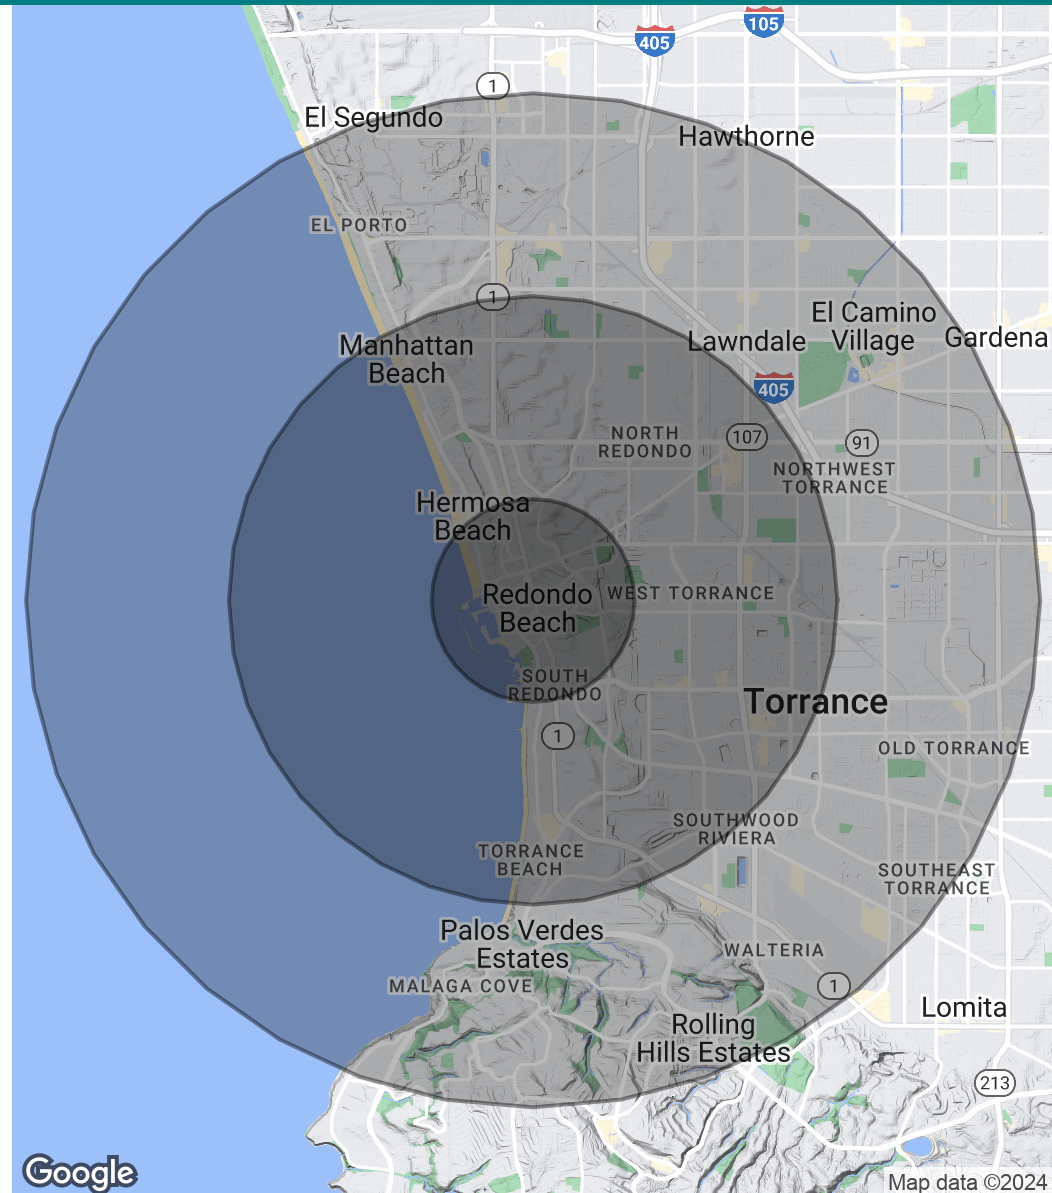 105
405
1
El Segundo
Hawthorne
EL PORTO
1
El Camino
Village
Gardena
Lawndale
Manhattan
Beach
405
NORTH
REDONDO
107
91
NORTHWEST
TORRANCE
Hermosa
Beach
Redondo
Beach
WEST TORRANCE
SOUTH
REDONDO
Torrance
1
OLD TORRANCE
SOUTHWOOD
RIVIERA
TORRANCE
BEACH
SOUTHEAST
TORRANCE
Palos Verdes
Estates
WALTERIA
MALAGA COVE
1
Lomita
Rolling
Hills Estates
213
Google
Map data ©2024